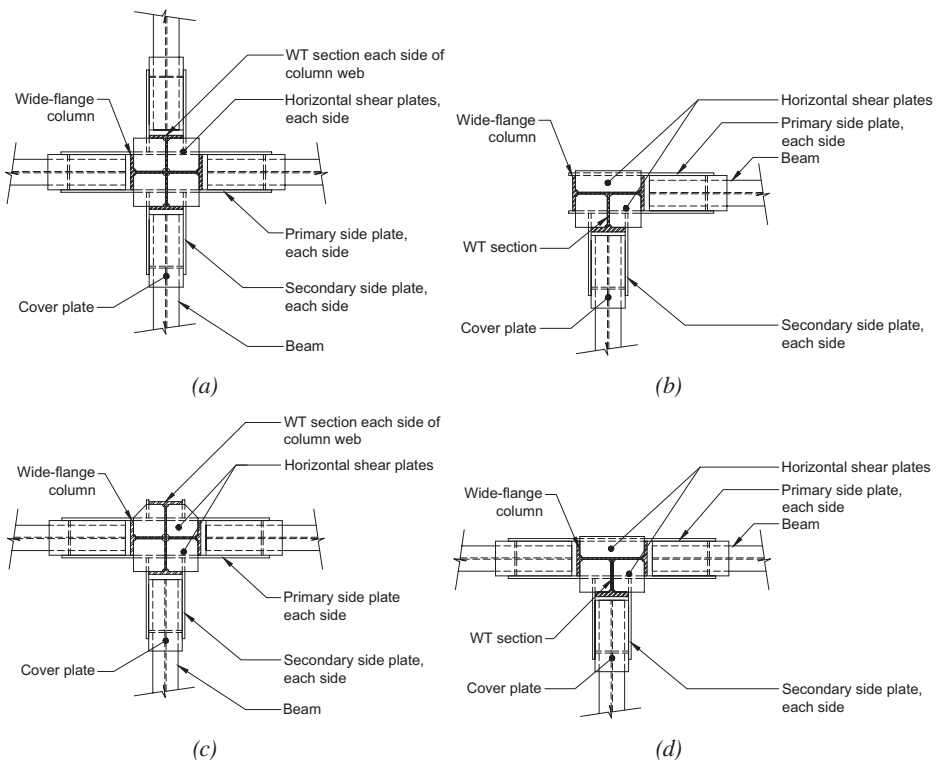 WT section each side of
column web
Wide-flange
column
Horizontal shear plates,
each side
Primary side plate,
each side
Secondary side plate,
each side
Cover plate
Beam
(a)
Horizontal shear plates
Wide-flange
column
Primary side plate,
each side
Beam
WT section
Cover plate
Secondary side plate,
each side
(b)
WT section each side of
column web
Wide-flange
column
Horizontal shear plates
Primary side plate
each side
Secondary side plate,
each side
Cover plate
Beam
(c)
Horizontal shear plates
Wide-flange
column
Primary side plate,
each side
Beam
WT section
Cover plate
Secondary side plate,
each side
(d)